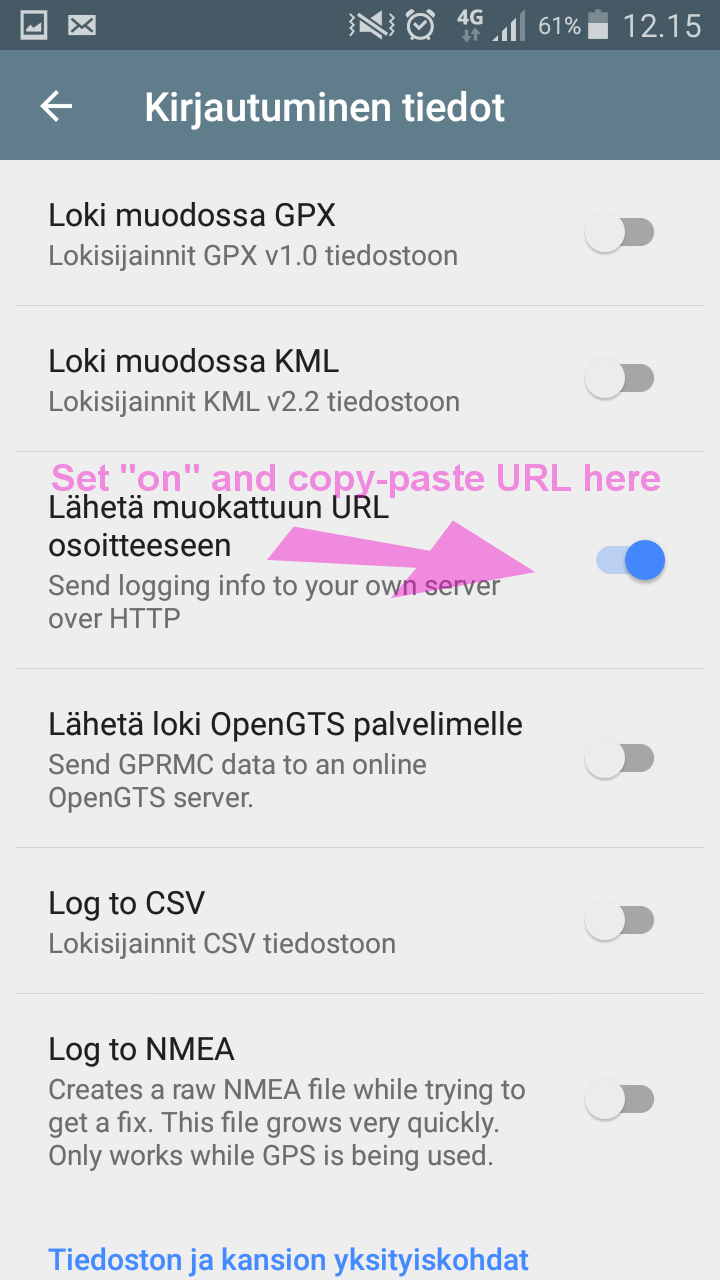 4G 61% 12.15
Kirjautuminen tiedot
Loki muodossa GPX
Lokisijainnit GPX v1.0 tiedostoon
Loki muodossa KML
Lokisijainnit KML v2.2 tiedostoon
Set "on" and copy-paste URL here
Lähetä muokattuun URL
osoitteeseen
Send logging info to your own server
over HTTP
Lähetä loki OpenGTS palvelimelle
Send GPRMC data to an online
OpenGTS server.
Log to CSV
Lokisijainnit CSV tiedostoon
Log to NMEA
Creates a raw NMEA file while trying to
get a fix. This file grows very quickly.
Only works while GPS is being used.
Tiedoston ja kansion yksityiskohdat